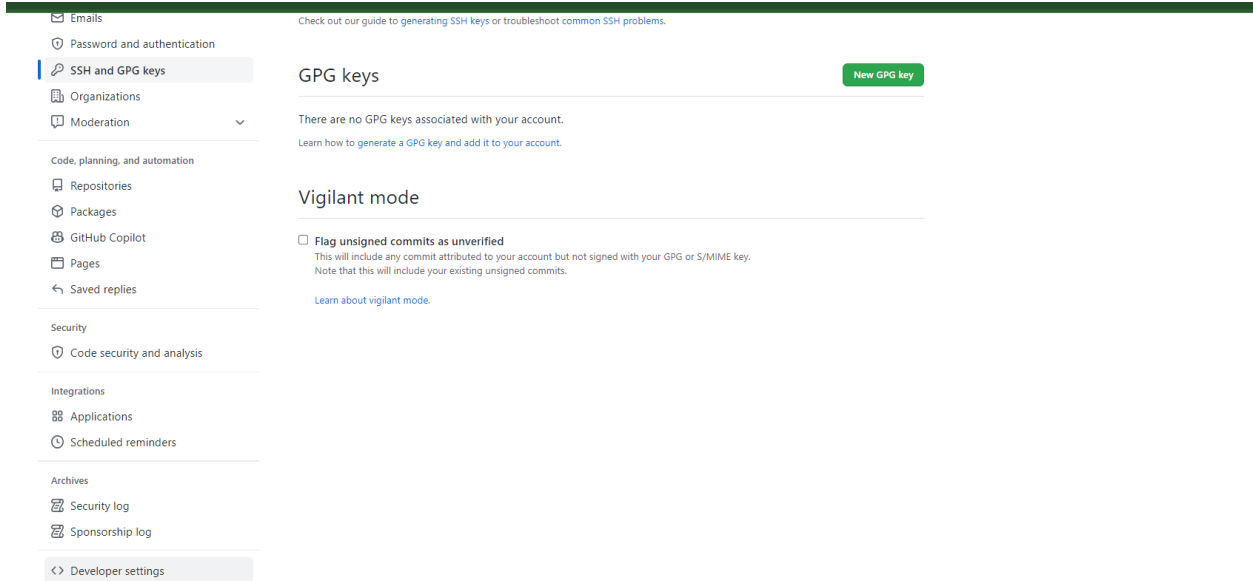 Emails
Password and authentication
SSH and GPG keys
Organizations
Moderation
Code, planning, and automation
Repositories
Packages
GitHub Copilot
Pages
Saved replies
Security
Code security and analysis
Integrations
Applications
Scheduled reminders
Archives
Security log
Sponsorship log
Developer settings
Check out our guide to generating SSH keys or troubleshoot common SSH problems.
GPG keys
New GPG key
There are no GPG keys associated with your account.
Learn how to generate a GPG key and add it to your account.
Vigilant mode
Flag unsigned commits as unverified
This will include any commit attributed to your account but not signed with your GPG or S/MIME key.
Note that this will include your existing unsigned commits.
Learn about vigilant mode.